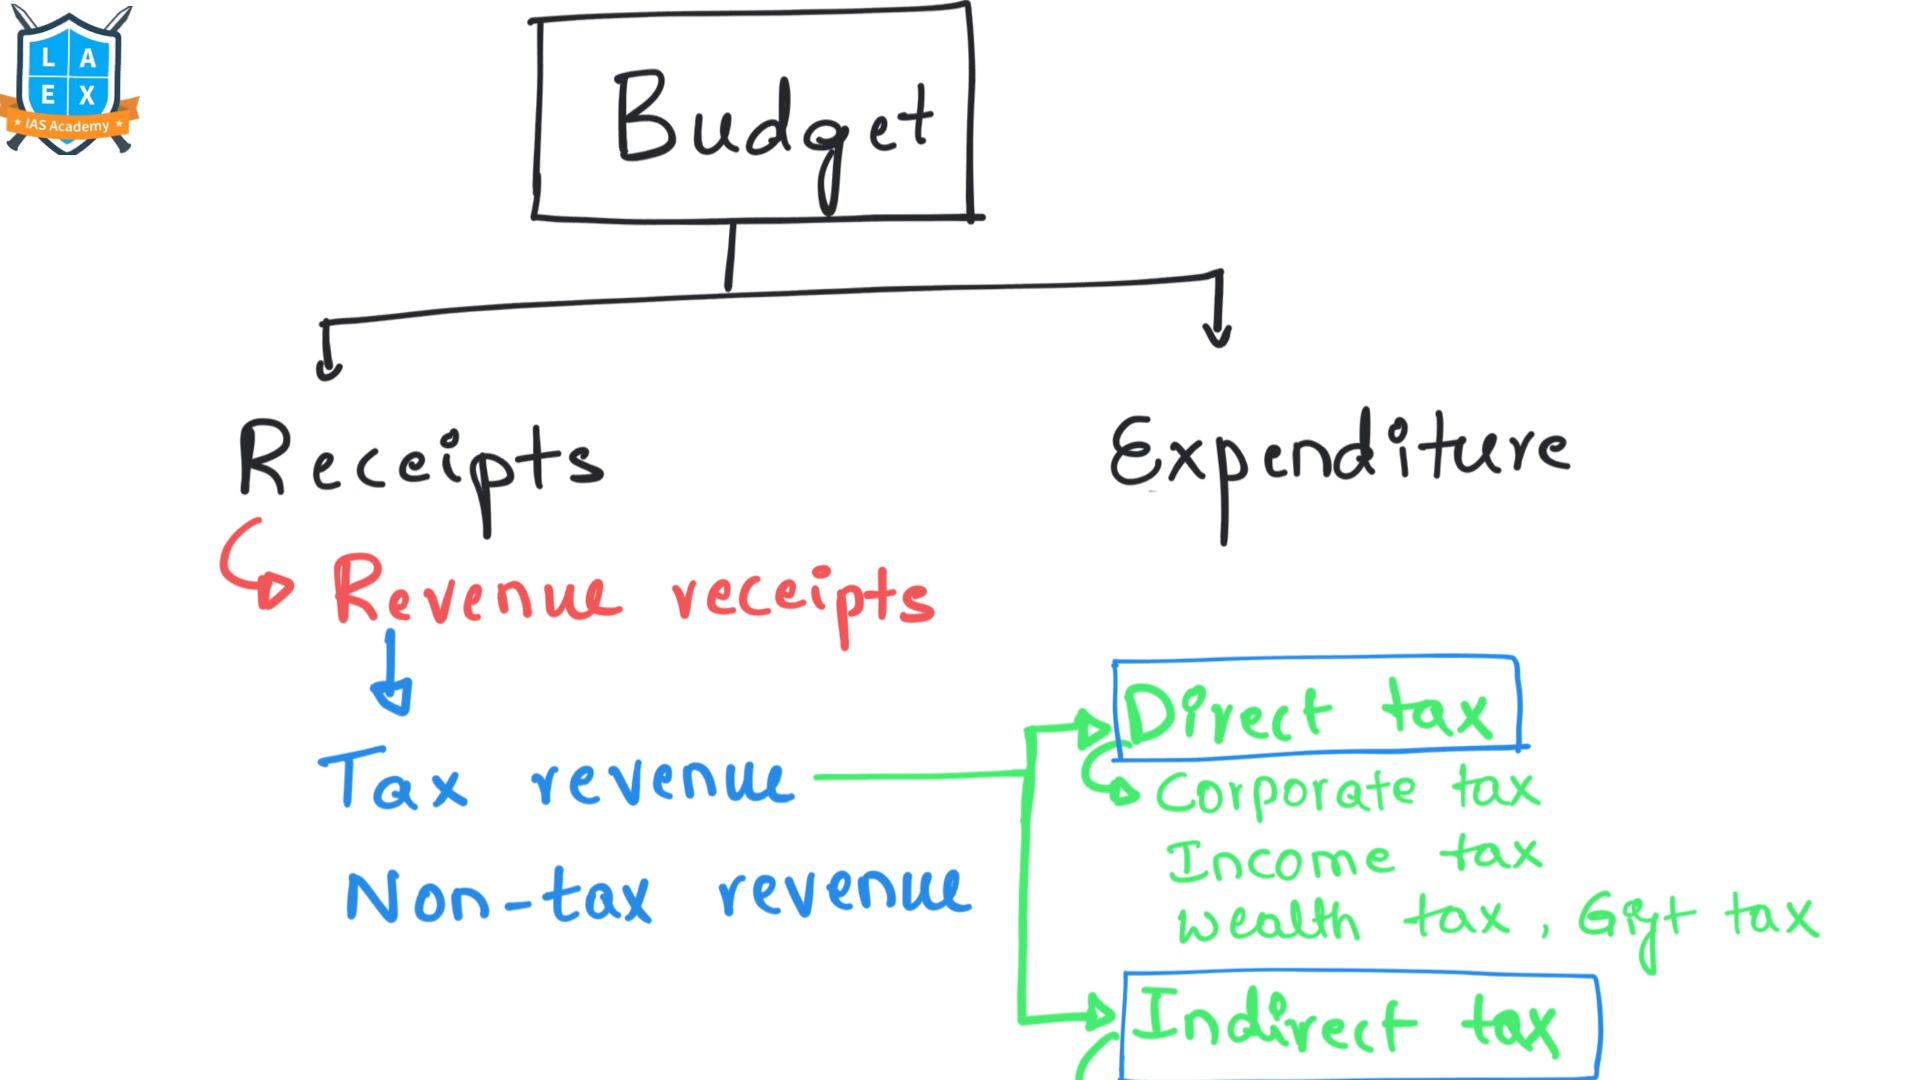 L A
E X
IAS Academy
Budget
Receipts
Expenditure
Revenue receipts
Tax revenue
Non-tax revenue
Direct tax
Corporate tax
Income tax
Wealth tax, Gift tax
Indirect tax